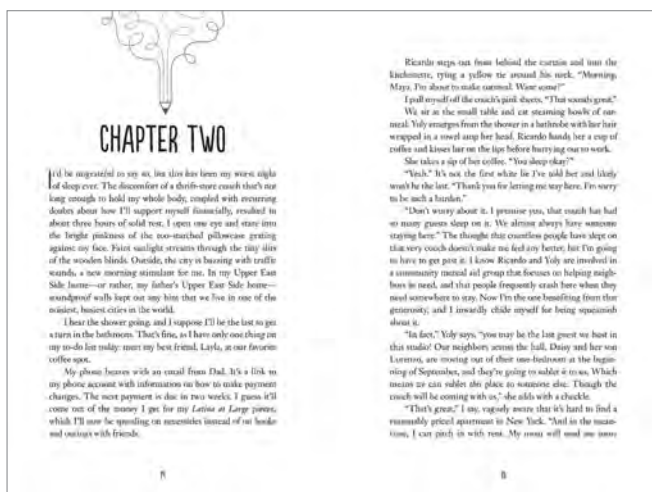 CHAPTER TWO
I'd be ungrateful to say so, but this has been my worst night
of sleep ever. The discomfort of a thrift-store couch that's not
long enough to hold my whole body, coupled with recurring
doubts about how I'll support myself financially, resulted in
about three hours of solid rest. I open one eye and stare into
the bright pinkness of the too-starched pillowcase grating
against my face. Faint sunlight streams through the tiny slits
of the wooden blinds. Outside, the city is buzzing with traffic
sounds, a new morning stimulant for me. In my Upper East
Side home—or rather, my father's Upper East Side home—
soundproof walls kept out any hint that we live in one of the
noisiest, busiest cities in the world.
I hear the shower going, and I suppose I'll be the last to get
a turn in the bathroom. That's fine, as I have only one thing on
my to-do list today: meet my best friend, Layla, at our favorite
coffee spot.
My phone buzzes with an email from Dad. It's a link to
my phone account with information on how to make payment
changes. The next payment is due in two weeks. I guess it'll
come out of the money I get for my Latina at Large pieces,
which I'll now be spending on necessities instead of on books
and outings with friends.
Ricardo steps out from behind the curtain and into the
kitchenette, tying a yellow tie around his neck. "Morning,
Maya. I'm about to make oatmeal. Want some?"
I pull myself off the couch's pink sheets. "That sounds great."
We sit at the small table and eat steaming bowls of oat-
meal. Yoly emerges from the shower in a bathrobe with her hair
wrapped in a towel atop her head. Ricardo hands her a cup of
coffee and kisses her on the lips before hurrying out to work.
She takes a sip of her coffee. "You sleep okay?"
"Yeah." It's not the first white lie I've told her and likely
won't be the last. "Thank you for letting me stay here. I'm sorry
to be such a burden."
"Don't worry about it. I promise you, that couch has had
so many guests sleep on it. We almost always have someone
staying here." The thought that countless people have slept on
that very couch doesn't make me feel any better, but I'm going
to have to get past it. I know Ricardo and Yoly are involved in
a community mutual aid group that focuses on helping neigh-
bors in need, and that people frequently crash here when they
need somewhere to stay. Now I'm the one benefiting from that
generosity, and I inwardly chide myself for being squeamish
about it.
"In fact," Yoly says, "you may be the last guest we host in
this studio! Our neighbors across the hall, Daisy and her son
Lorenzo, are moving out of their one-bedroom at the begin-
ning of September, and they're going to sublet it to us. Which
means we can sublet this place to someone else. Though the
couch will be coming with us," she adds with a chuckle.
"That's great," I say, vaguely aware that it's hard to find a
reasonably priced apartment in New York. "And in the mean-
time, I can pitch in with rent. My mom will send me some